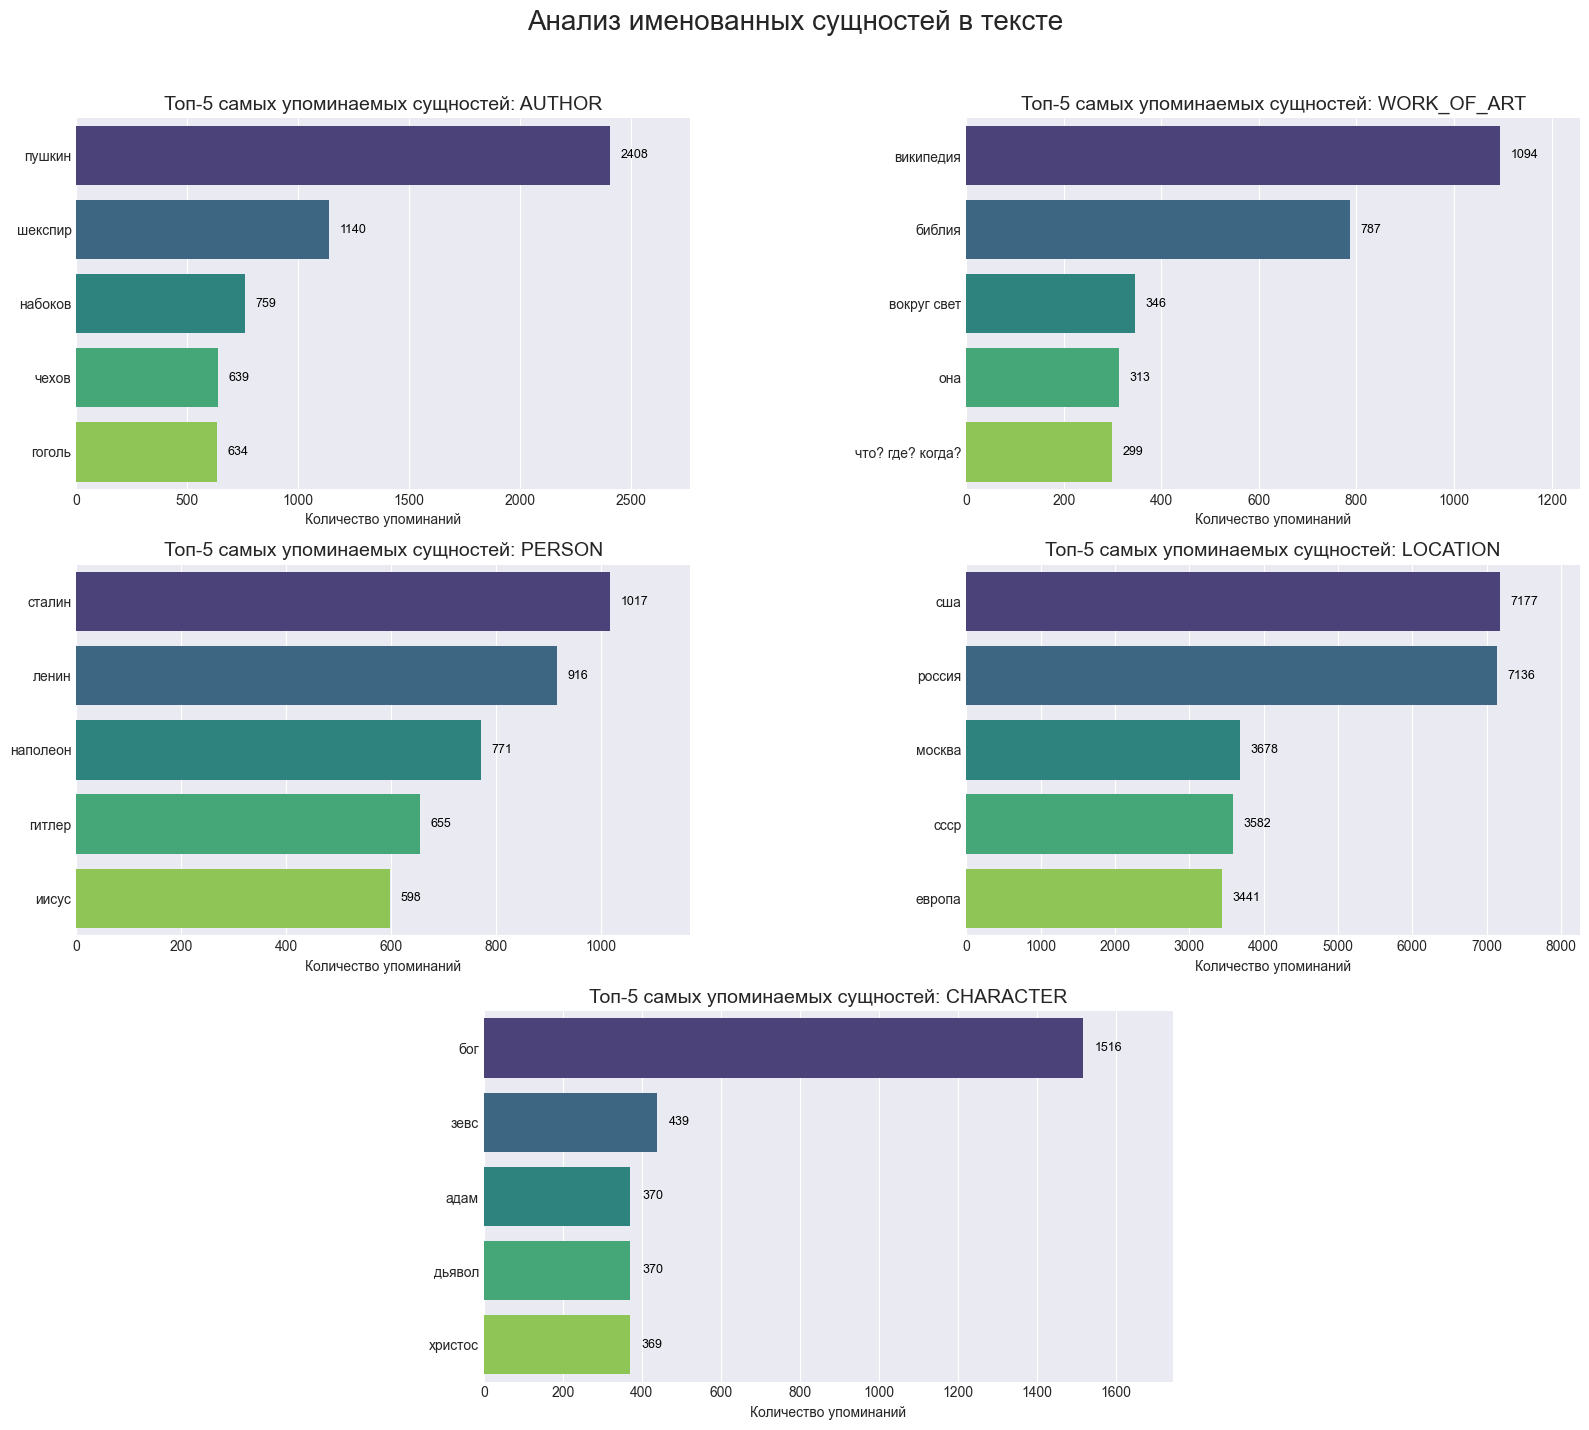 Анализ именованных сущностей в тексте
Топ-5 самых упоминаемых сущностей: AUTHOR
пушкин 2408
шекспир 1140
набоков 759
чехов 639
гоголь 634
0 500 1000 1500 2000 2500
Количество упоминаний
Топ-5 самых упоминаемых сущностей: WORK_OF_ART
википедия 1094
библия 787
вокруг свет 346
она 313
что? где? когда? 299
0 200 400 600 800 1000 1200
Количество упоминаний
Топ-5 самых упоминаемых сущностей: PERSON
сталин 1017
ленин 916
наполеон 771
гитлер 655
иисус 598
0 200 400 600 800 1000
Количество упоминаний
Топ-5 самых упоминаемых сущностей: LOCATION
сша 7177
россия 7136
москва 3678
ссср 3582
европа 3441
0 1000 2000 3000 4000 5000 6000 7000 8000
Количество упоминаний
Топ-5 самых упоминаемых сущностей: CHARACTER
бог 1516
зевс 439
адам 370
дьявол 370
христос 369
0 200 400 600 800 1000 1200 1400 1600
Количество упоминаний